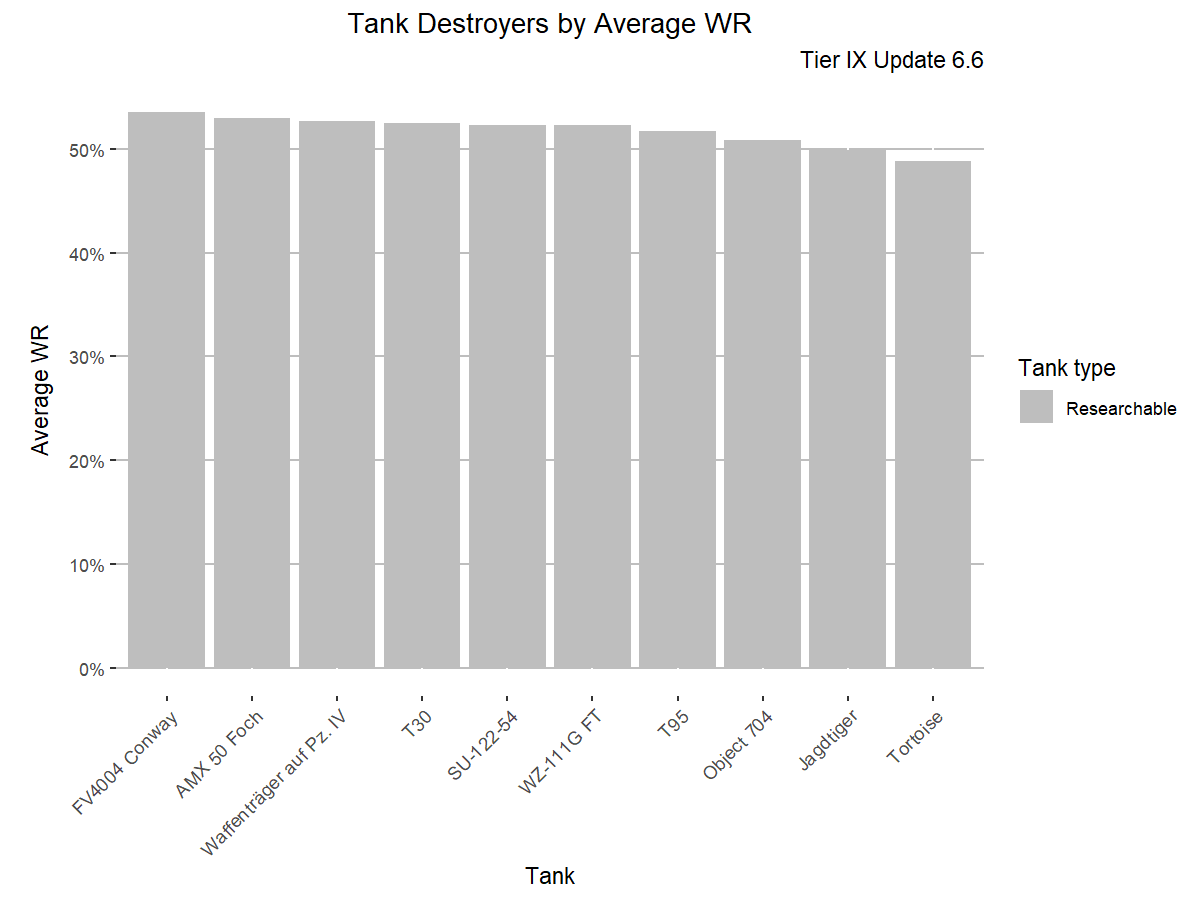 Tank Destroyers by Average WR
Tier IX Update 6.6
50%
40%
30%
20%
10%
0%
Average WR
FV4004 Conway
AMX 50 Foch
Waffenträger auf Pz. IV
T30
SU-122-54
WZ-111G FT
T95
Object 704
Jagdtiger
Tortoise
Tank
Tank type
Researchable